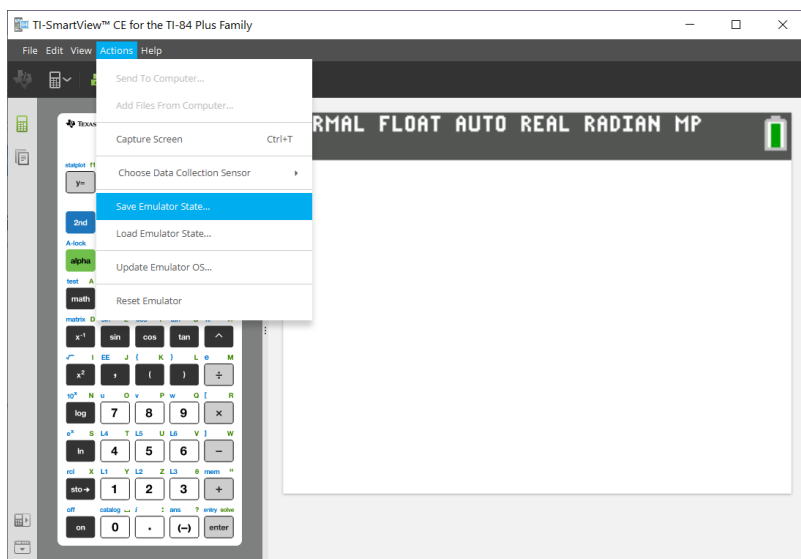 TI-SmartView™ CE for the TI-84 Plus Family
File Edit View Actions Help
Send To Computer...
Add Files From Computer...
Capture Screen Ctrl+T
Choose Data Collection Sensor
Save Emulator State...
Load Emulator State...
Update Emulator OS...
Reset Emulator
RMAL FLOAT AUTO REAL RADIAN MP
TEXAS
statplot f1
y=
2nd
A-lock
alpha
test A
math
matrix D
x-1 sin cos tan ^
√ I EE J { K } L e M
x² , ( ) ÷
10ˣ N u O v P w Q [ R
log 7 8 9 ×
eˣ S L4 T L5 U L6 V ] W
ln 4 5 6 −
rcl X L1 Y L2 Z L3 θ mem "
sto→ 1 2 3 +
off catalog i : ans ? entry solve
on 0 . (–) enter